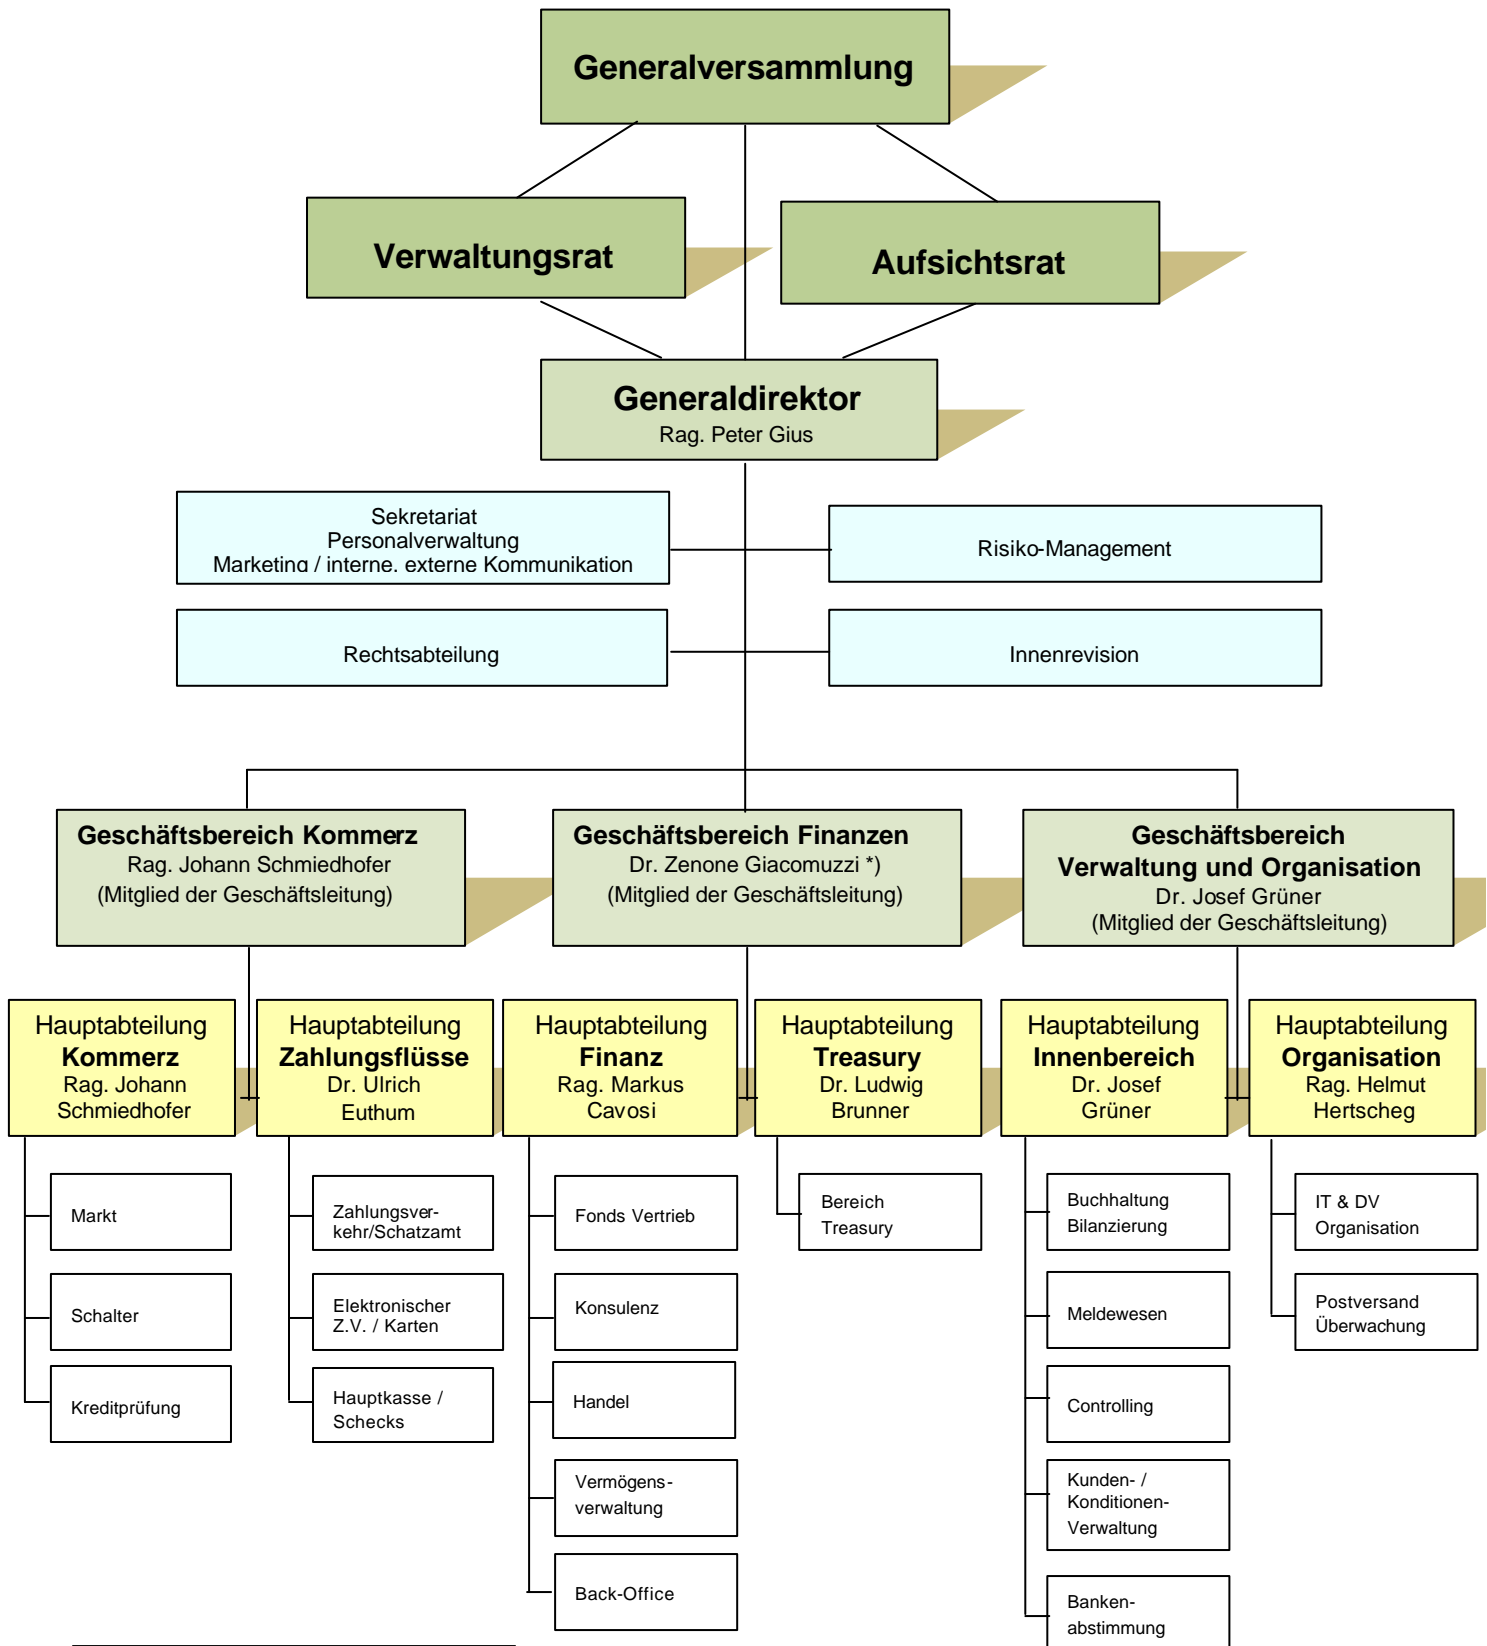 Generalversammlung
Verwaltungsrat
Aufsichtsrat
Generaldirektor
Rag. Peter Gius
Sekretariat
Personalverwaltung
Marketing / interne, externe Kommunikation
Risiko-Management
Rechtsabteilung
Innenrevision
Geschäftsbereich Kommerz
Rag. Johann Schmiedhofer
(Mitglied der Geschäftsleitung)
Geschäftsbereich Finanzen
Dr. Zenone Giacomuzzi *)
(Mitglied der Geschäftsleitung)
Geschäftsbereich
Verwaltung und Organisation
Dr. Josef Grüner
(Mitglied der Geschäftsleitung)
Hauptabteilung
Kommerz
Rag. Johann
Schmiedhofer
Hauptabteilung
Zahlungsflüsse
Dr. Ulrich
Euthum
Hauptabteilung
Finanz
Rag. Markus
Cavosi
Hauptabteilung
Treasury
Dr. Ludwig
Brunner
Hauptabteilung
Innenbereich
Dr. Josef
Grüner
Hauptabteilung
Organisation
Rag. Helmut
Hertscheg
Markt
Schalter
Kreditprüfung
Zahlungsver-
kehr/Schatzamt
Elektronischer
Z.V. / Karten
Hauptkasse /
Schecks
Fonds Vertrieb
Konsulenz
Handel
Vermögens-
verwaltung
Back-Office
Bereich
Treasury
Buchhaltung
Bilanzierung
Meldewesen
Controlling
Kunden- /
Konditionen-
Verwaltung
Banken-
abstimmung
IT & DV
Organisation
Postversand
Überwachung